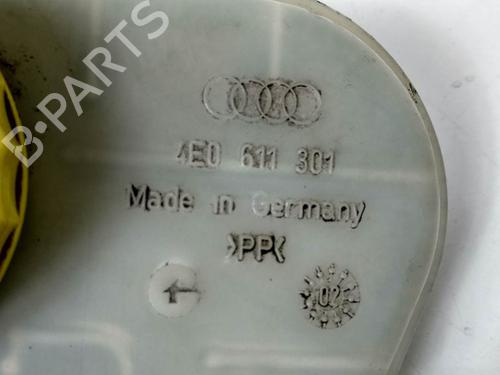 B-PARTS
4E0 611 301
Made in Germany
>PP<
02